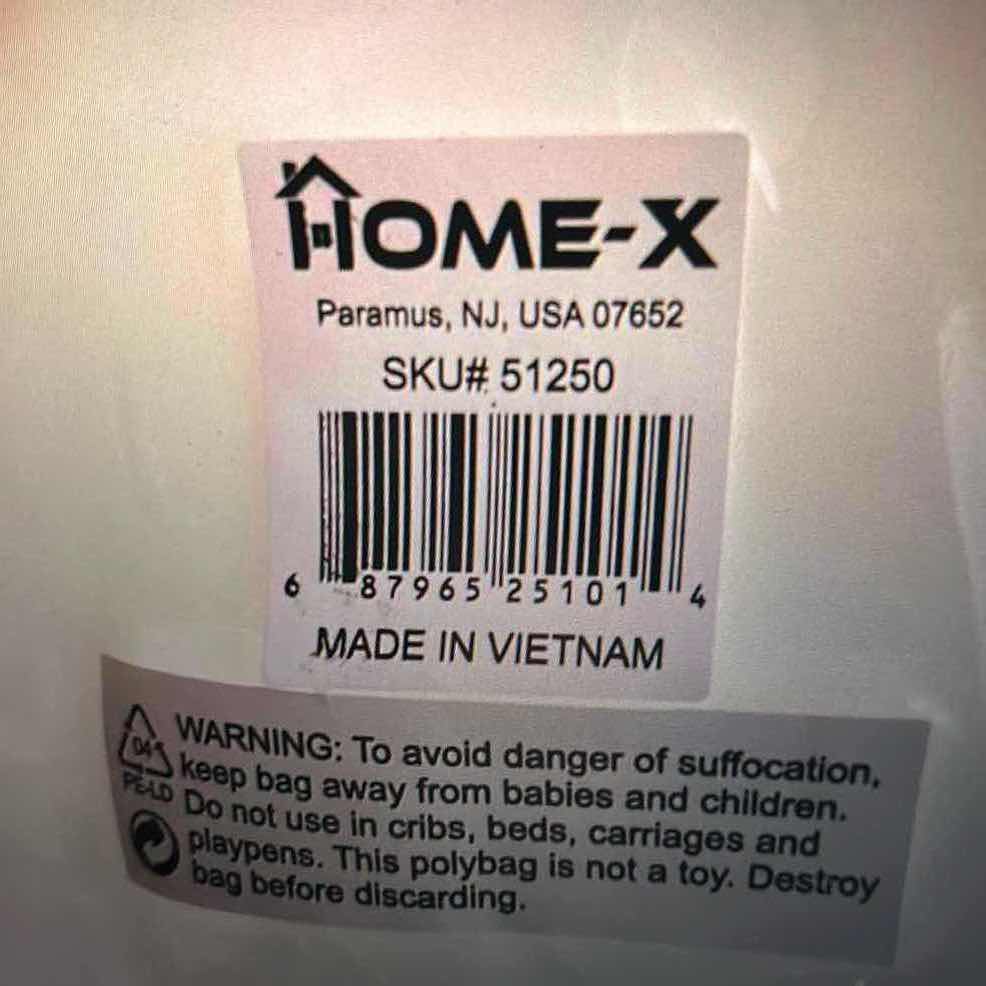 HOME-X
Paramus, NJ, USA 07652
SKU# 51250
6 87965 25101 4
MADE IN VIETNAM
04
PE-LD
WARNING: To avoid danger of suffocation,
keep bag away from babies and children.
Do not use in cribs, beds, carriages and
playpens. This polybag is not a toy. Destroy
bag before discarding.